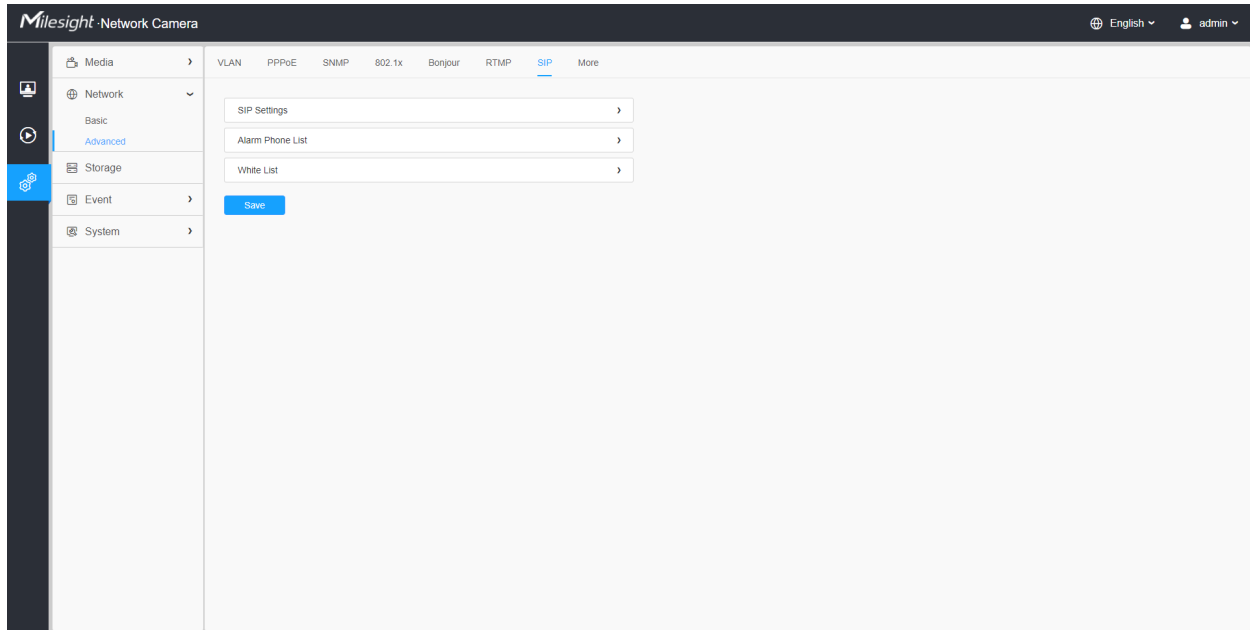 Milesight ·Network Camera
English
admin
Media
Network
Basic
Advanced
Storage
Event
System
VLAN PPPoE SNMP 802.1x Bonjour RTMP SIP More
SIP Settings
Alarm Phone List
White List
Save